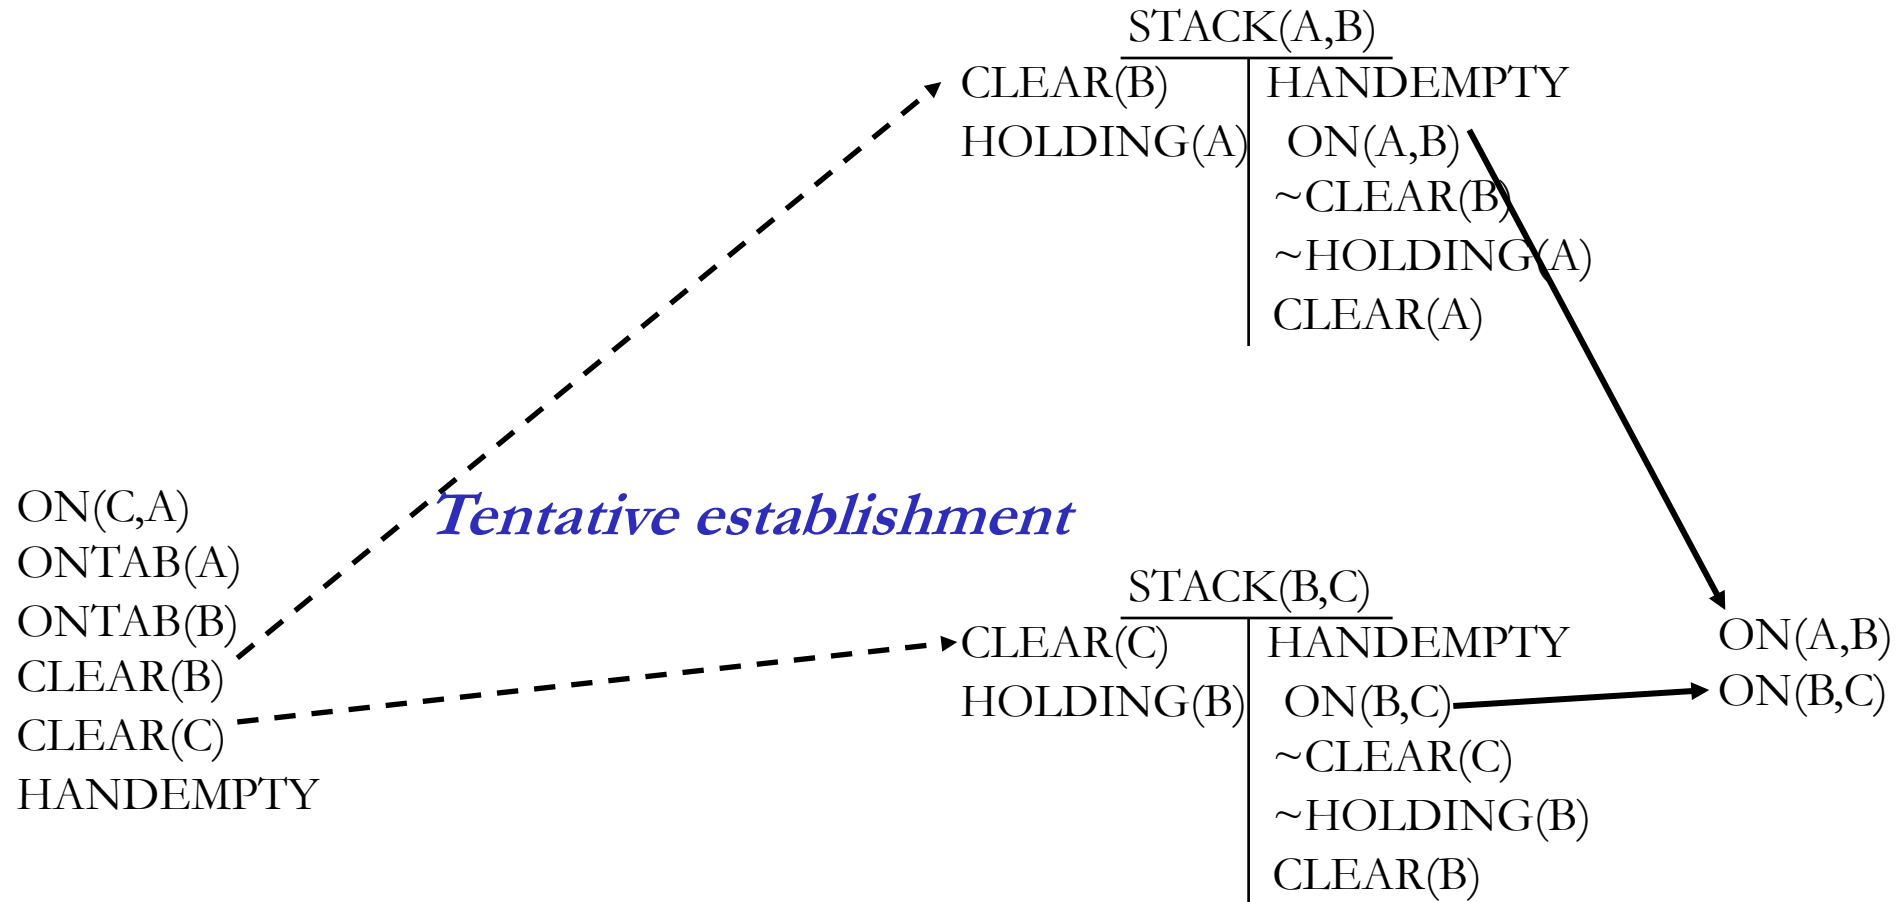 STACK(A,B)
CLEAR(B)
HOLDING(A)
HANDEMPTY
ON(A,B)
~CLEAR(B)
~HOLDING(A)
CLEAR(A)
Tentative establishment
ON(C,A)
ONTAB(A)
ONTAB(B)
CLEAR(B)
CLEAR(C)
HANDEMPTY
STACK(B,C)
CLEAR(C)
HOLDING(B)
HANDEMPTY
ON(B,C)
~CLEAR(C)
~HOLDING(B)
CLEAR(B)
ON(A,B)
ON(B,C)